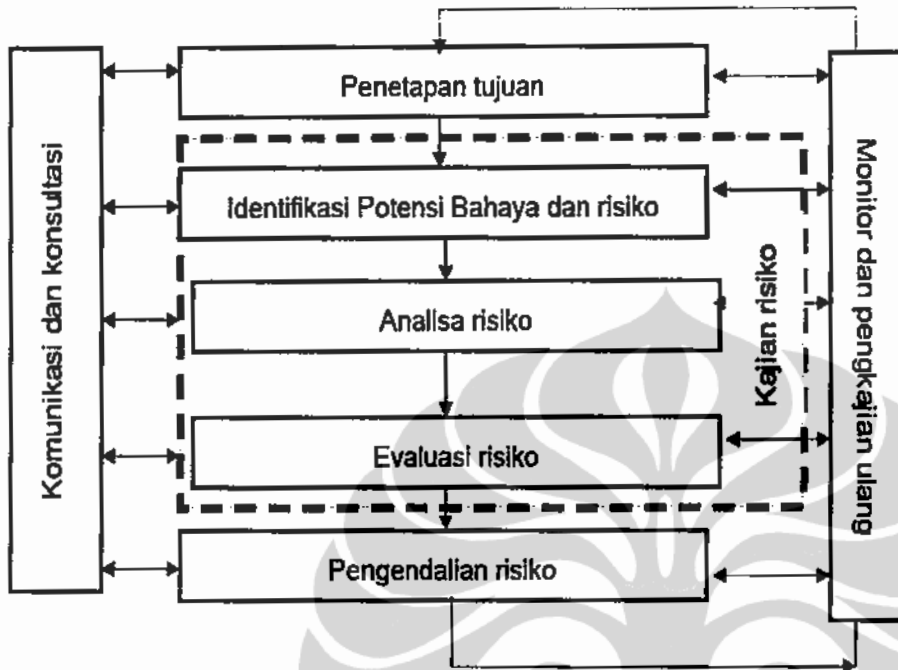 Penetapan tujuan
Komunikasi dan konsultasi
Identifikasi Potensi Bahaya dan risiko
Analisa risiko
Evaluasi risiko
Kajian risiko
Monitor dan pengkajian ulang
Pengendalian risiko